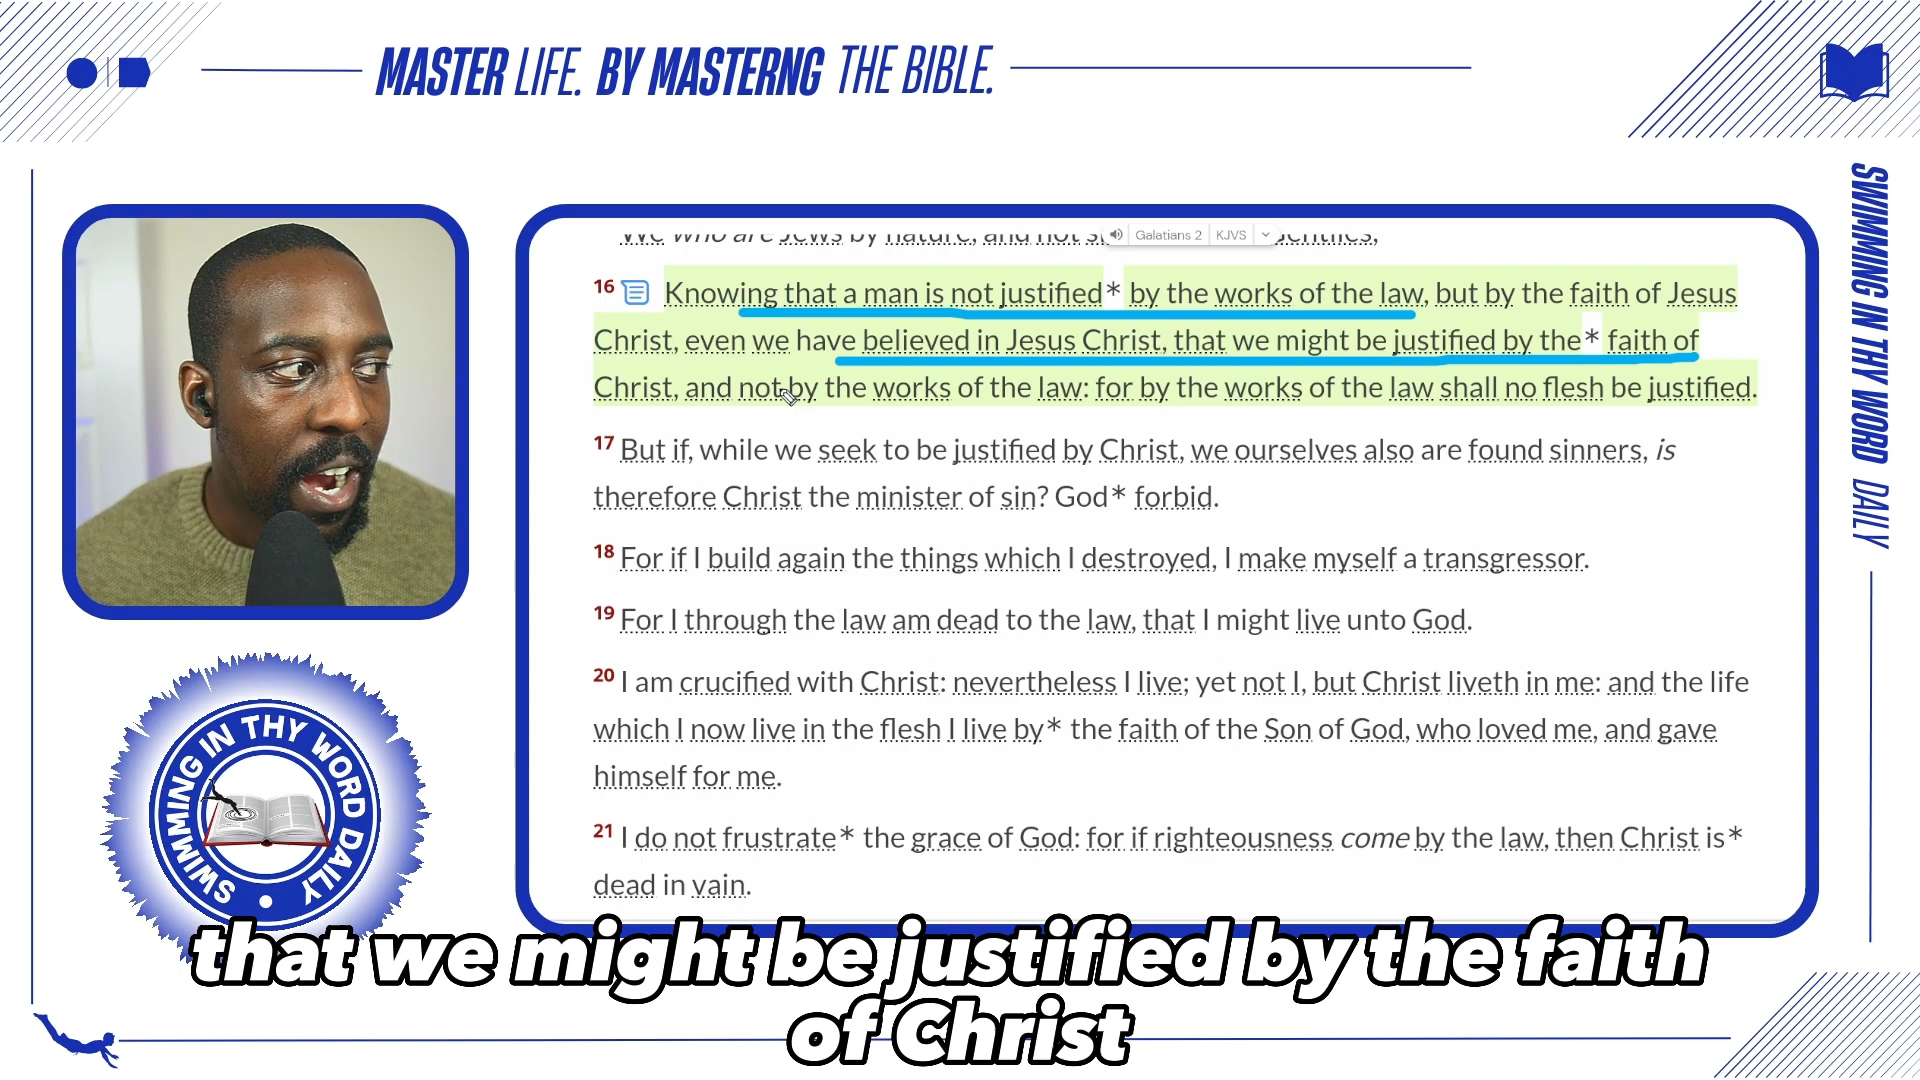 MASTER LIFE. BY MASTERNG THE BIBLE.
SWIMMING IN THY WORD DAILY
Galatians 2 KJVS
We who are Jews by nature, and not
16 Knowing that a man is not justified* by the works of the law, but by the faith of Jesus
Christ, even we have believed in Jesus Christ, that we might be justified by the* faith of
Christ, and not by the works of the law: for by the works of the law shall no flesh be justified.
17 But if, while we seek to be justified by Christ, we ourselves also are found sinners, is
therefore Christ the minister of sin? God* forbid.
18 For if I build again the things which I destroyed, I make myself a transgressor.
19 For I through the law am dead to the law, that I might live unto God.
20 I am crucified with Christ: nevertheless I live; yet not I, but Christ liveth in me: and the life
which I now live in the flesh I live by* the faith of the Son of God, who loved me, and gave
himself for me.
21 I do not frustrate* the grace of God: for if righteousness come by the law, then Christ is*
dead in vain.
SWIMMING IN THY WORD DAILY
that we might be justified by the faith
of Christ